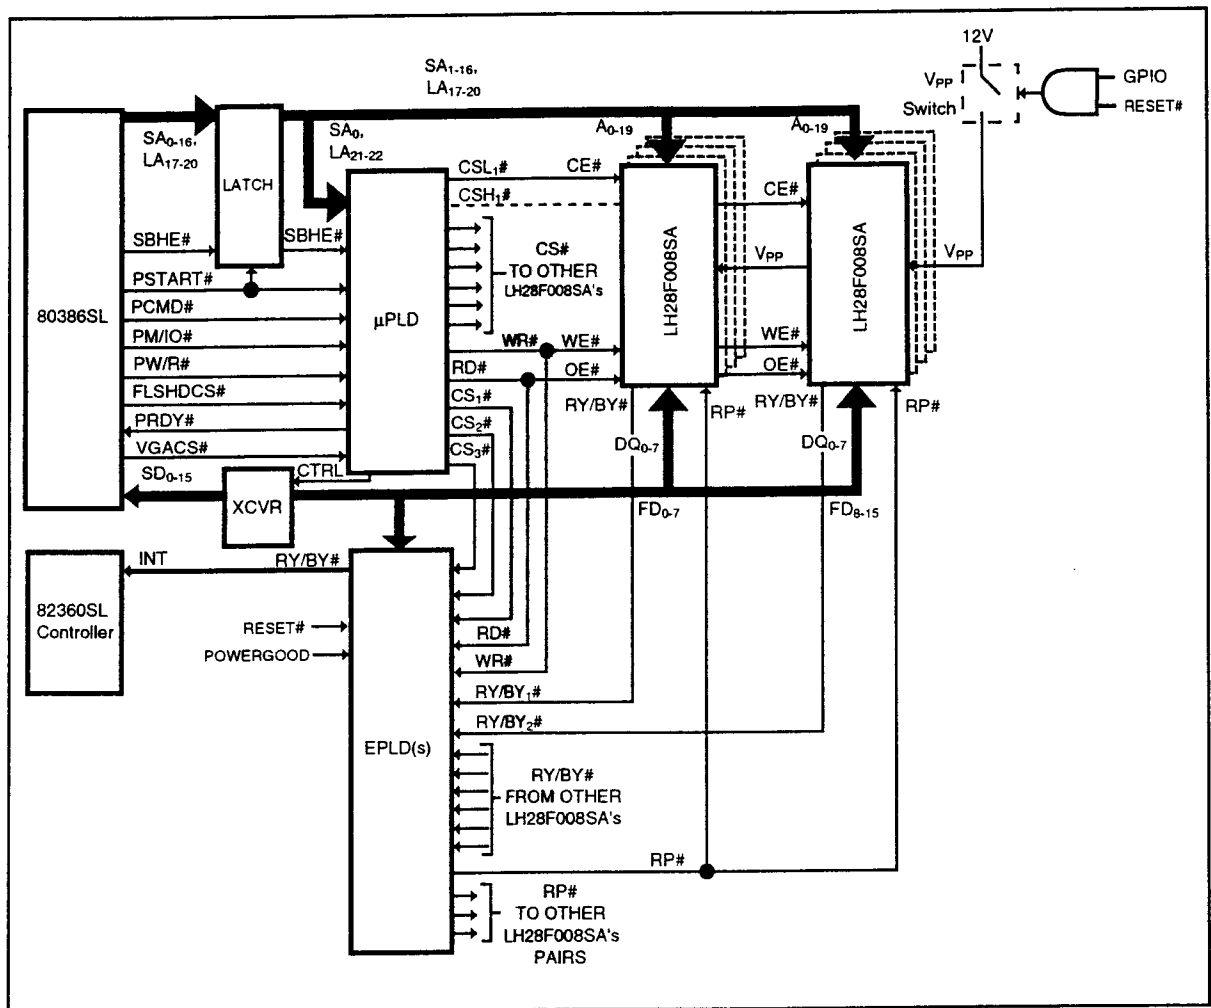 12V
SA1-16,
LA17-20
VPP
Switch
GPIO
RESET#
SA0-16,
LA17-20
SA0,
LA21-22
A0-19
A0-19
LATCH
CSL1#
CE#
CSH1#
CE#
SBHE#
SBHE#
CS#
TO OTHER
LH28F008SA's
LH28F008SA
LH28F008SA
VPP
VPP
80386SL
PSTART#
PCMD#
µPLD
PM/IO#
WR#
WE#
WE#
PW/R#
RD#
OE#
OE#
FLSHDCS#
CS1#
RY/BY#
RP#
RY/BY#
RP#
PRDY#
CS2#
VGACS#
CS3#
DQ0-7
DQ0-7
SD0-15
CTRL
XCVR
FD0-7
FD8-15
INT
RY/BY#
82360SL
Controller
RESET#
RD#
POWERGOOD
WR#
RY/BY1#
RY/BY2#
EPLD(s)
RY/BY#
FROM OTHER
LH28F008SA's
RP#
RP#
TO OTHER
LH28F008SA's
PAIRS